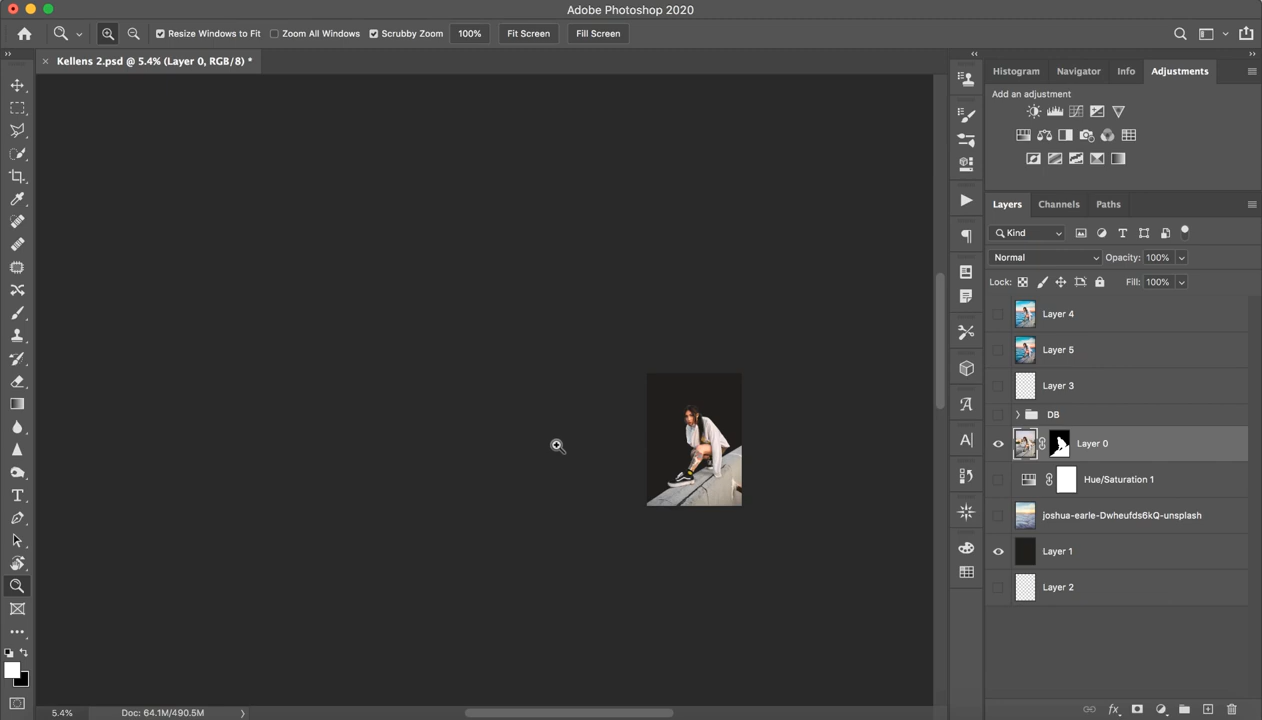 Adobe Photoshop 2020
Resize Windows to Fit Zoom All Windows Scrubby Zoom 100% Fit Screen Fill Screen
Kellens 2.psd @ 5.4% (Layer 0, RGB/8) *
Histogram Navigator Info Adjustments
Add an adjustment
Layers Channels Paths
Kind
Normal Opacity: 100%
Lock: Fill: 100%
Layer 4
Layer 5
Layer 3
DB
Layer 0
Hue/Saturation 1
joshua-earle-Dwheufds6kQ-unsplash
Layer 1
Layer 2
5.4% Doc: 64.1M/490.5M